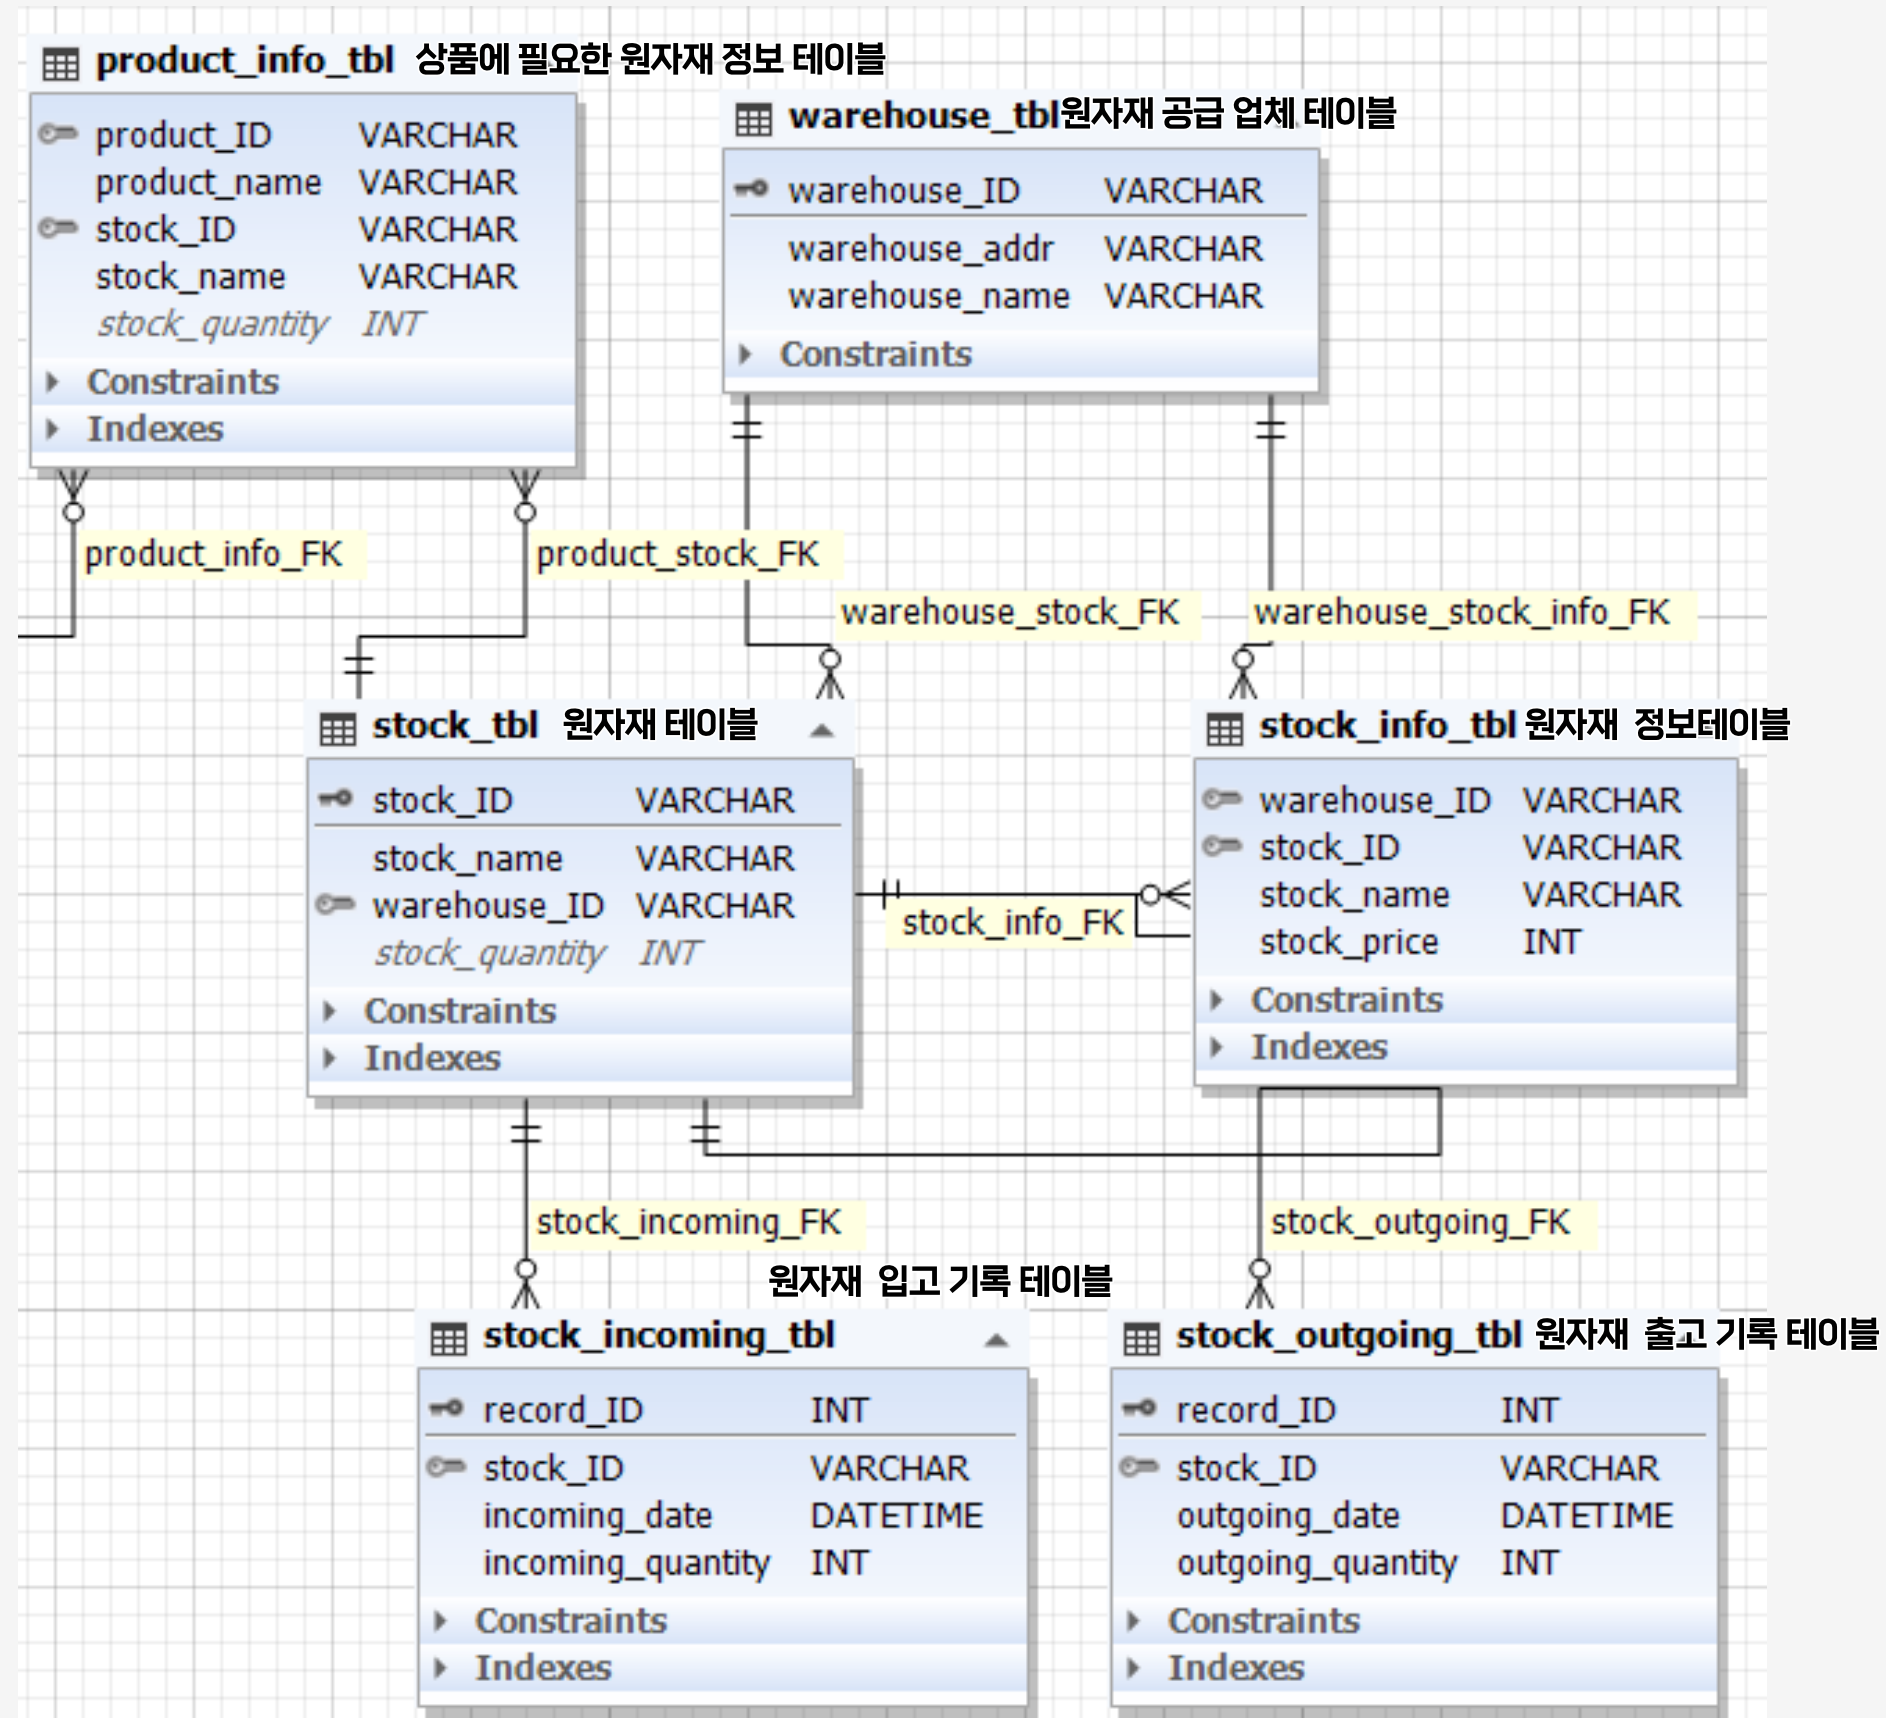 product_info_tbl 상품에 필요한 원자재 정보 테이블
product_ID VARCHAR
product_name VARCHAR
stock_ID VARCHAR
stock_name VARCHAR
stock_quantity INT
Constraints
Indexes
warehouse_tbl원자재 공급 업체 테이블
warehouse_ID VARCHAR
warehouse_addr VARCHAR
warehouse_name VARCHAR
Constraints
product_info_FK
product_stock_FK
warehouse_stock_FK
warehouse_stock_info_FK
stock_tbl 원자재 테이블
stock_ID VARCHAR
stock_name VARCHAR
warehouse_ID VARCHAR
stock_quantity INT
Constraints
Indexes
stock_info_FK
stock_info_tbl 원자재 정보테이블
warehouse_ID VARCHAR
stock_ID VARCHAR
stock_name VARCHAR
stock_price INT
Constraints
Indexes
stock_incoming_FK
stock_outgoing_FK
원자재 입고 기록 테이블
stock_incoming_tbl
record_ID INT
stock_ID VARCHAR
incoming_date DATETIME
incoming_quantity INT
Constraints
Indexes
stock_outgoing_tbl 원자재 출고 기록 테이블
record_ID INT
stock_ID VARCHAR
outgoing_date DATETIME
outgoing_quantity INT
Constraints
Indexes